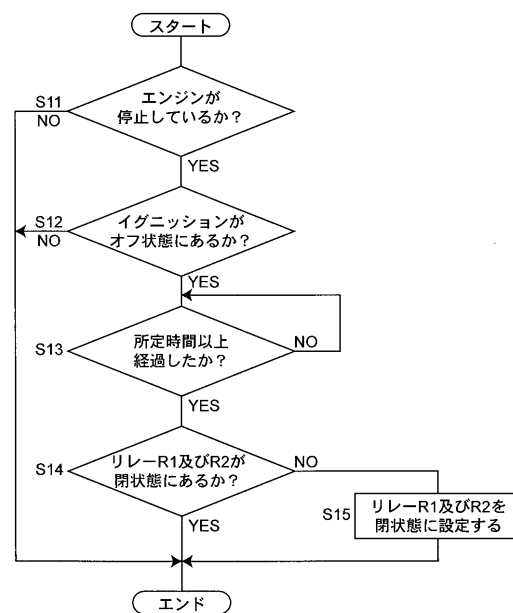 スタート
エンジンが
停止しているか？
S11
NO
YES
イグニッションが
オフ状態にあるか？
S12
NO
YES
所定時間以上
経過したか？
S13
NO
YES
リレーR1及びR2が
閉状態にあるか？
S14
NO
YES
S15
リレーR1及びR2を
閉状態に設定する
エンド